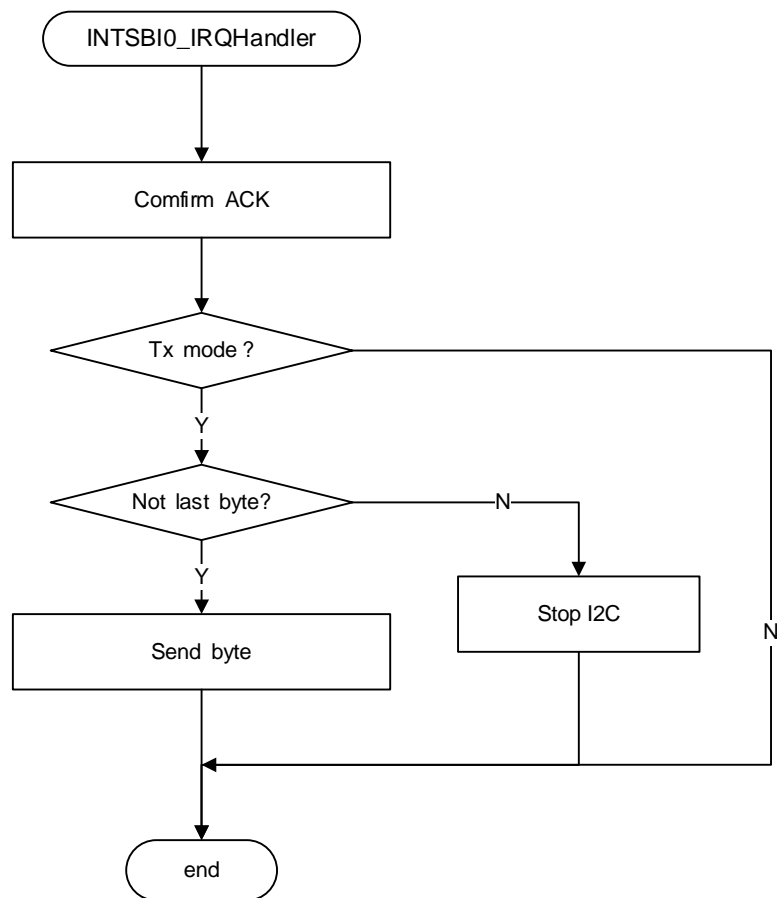 INTSBI0_IRQHandler
Comfirm ACK
Tx mode ?
Y
Not last byte?
N
Y
Stop I2C
Send byte
N
end